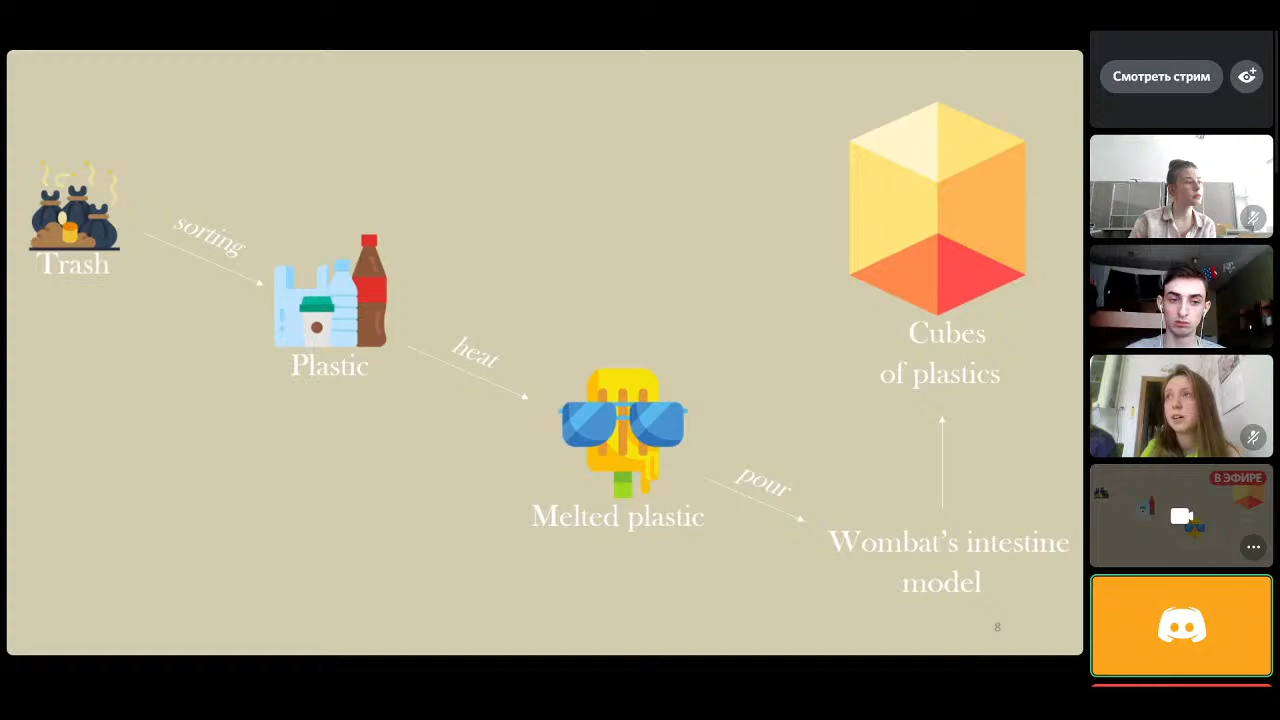 Trash
sorting
Plastic
heat
Melted plastic
pour
Wombat's intestine
model
Cubes
of plastics
8
Смотреть стрим
В ЭФИРЕ